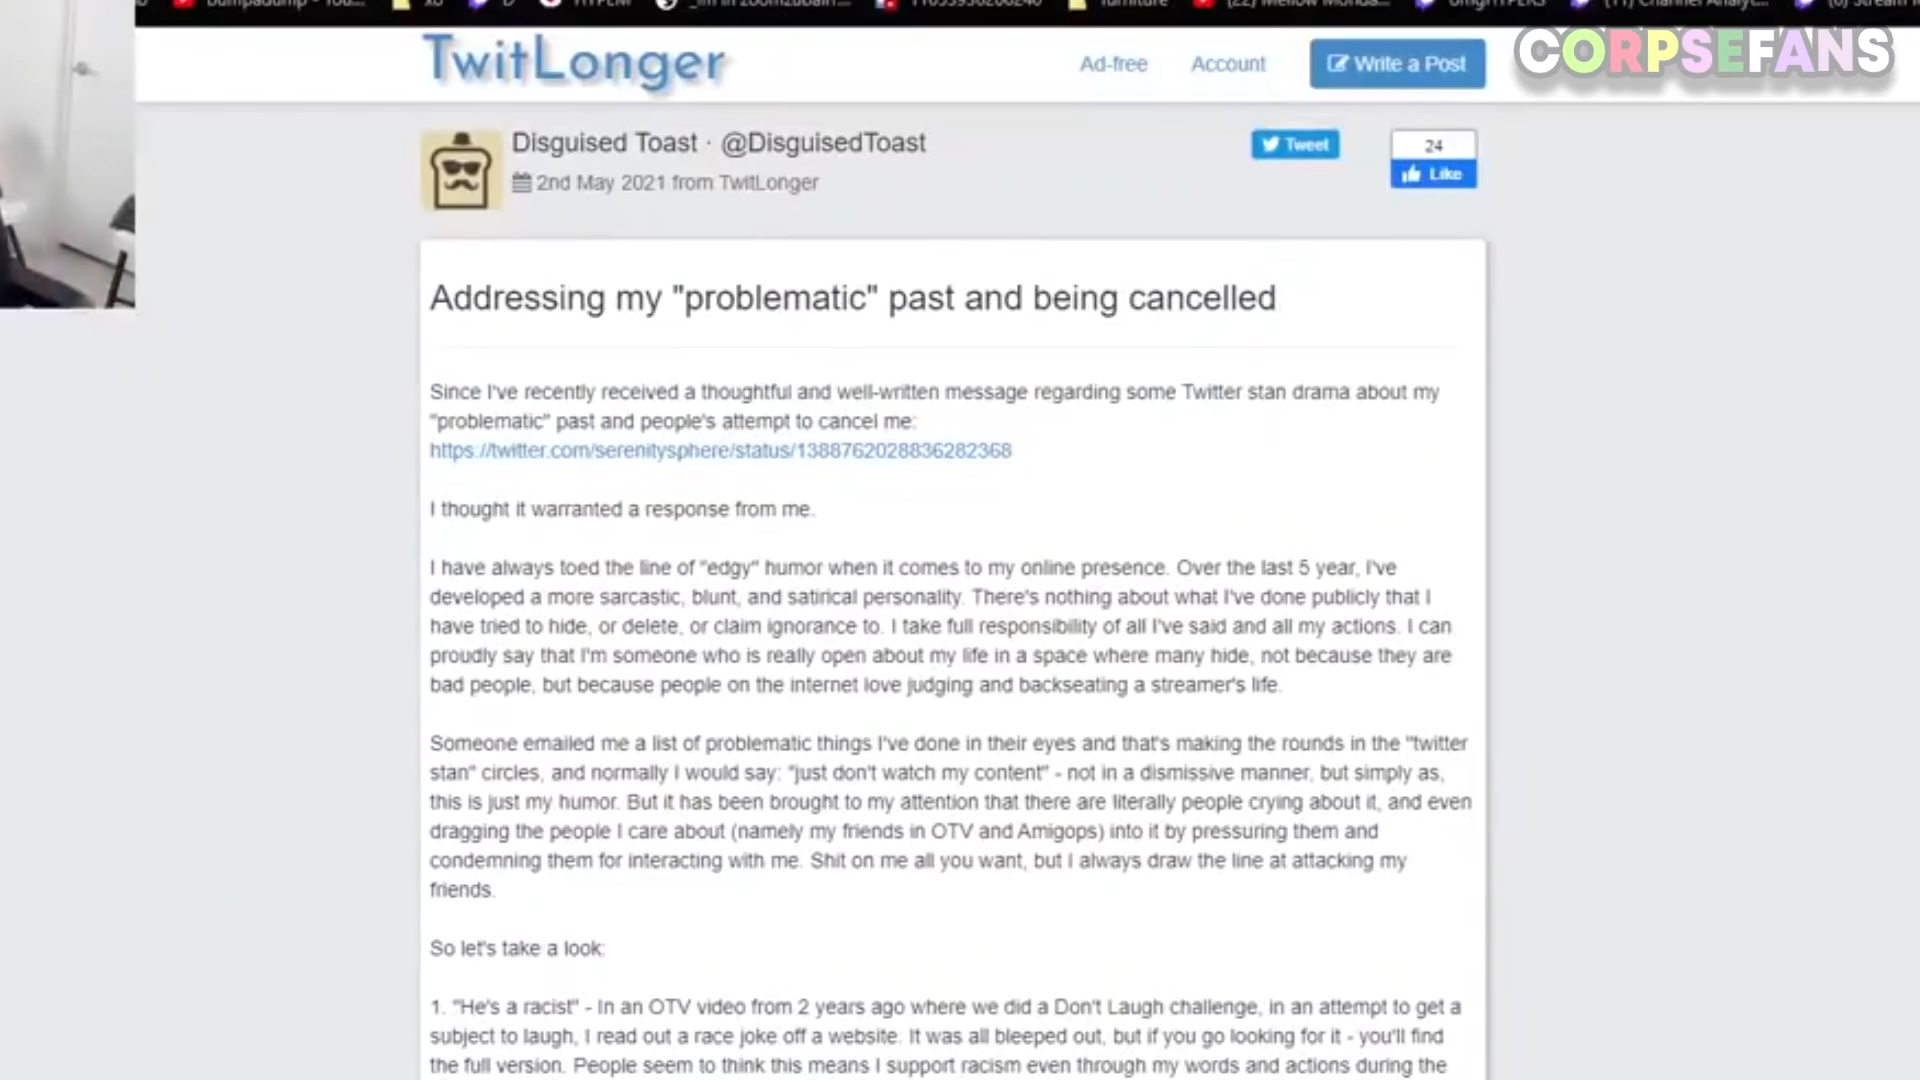 TwitLonger
Ad-free
Account
Write a Post
CORPSEFANS
Disguised Toast · @DisguisedToast
2nd May 2021 from TwitLonger
Tweet
24
Like
Addressing my "problematic" past and being cancelled
Since I've recently received a thoughtful and well-written message regarding some Twitter stan drama about my
"problematic" past and people's attempt to cancel me:
https://twitter.com/serenitysphere/status/1388762028836282368
I thought it warranted a response from me.
I have always toed the line of "edgy" humor when it comes to my online presence. Over the last 5 year, I've
developed a more sarcastic, blunt, and satirical personality. There's nothing about what I've done publicly that I
have tried to hide, or delete, or claim ignorance to. I take full responsibility of all I've said and all my actions. I can
proudly say that I'm someone who is really open about my life in a space where many hide, not because they are
bad people, but because people on the internet love judging and backseating a streamer's life.
Someone emailed me a list of problematic things I've done in their eyes and that's making the rounds in the "twitter
stan" circles, and normally I would say: "just don't watch my content" - not in a dismissive manner, but simply as,
this is just my humor. But it has been brought to my attention that there are literally people crying about it, and even
dragging the people I care about (namely my friends in OTV and Amigops) into it by pressuring them and
condemning them for interacting with me. Shit on me all you want, but I always draw the line at attacking my
friends.
So let's take a look:
1. "He's a racist" - In an OTV video from 2 years ago where we did a Don't Laugh challenge, in an attempt to get a
subject to laugh, I read out a race joke off a website. It was all bleeped out, but if you go looking for it - you'll find
the full version. People seem to think this means I support racism even through my words and actions during the